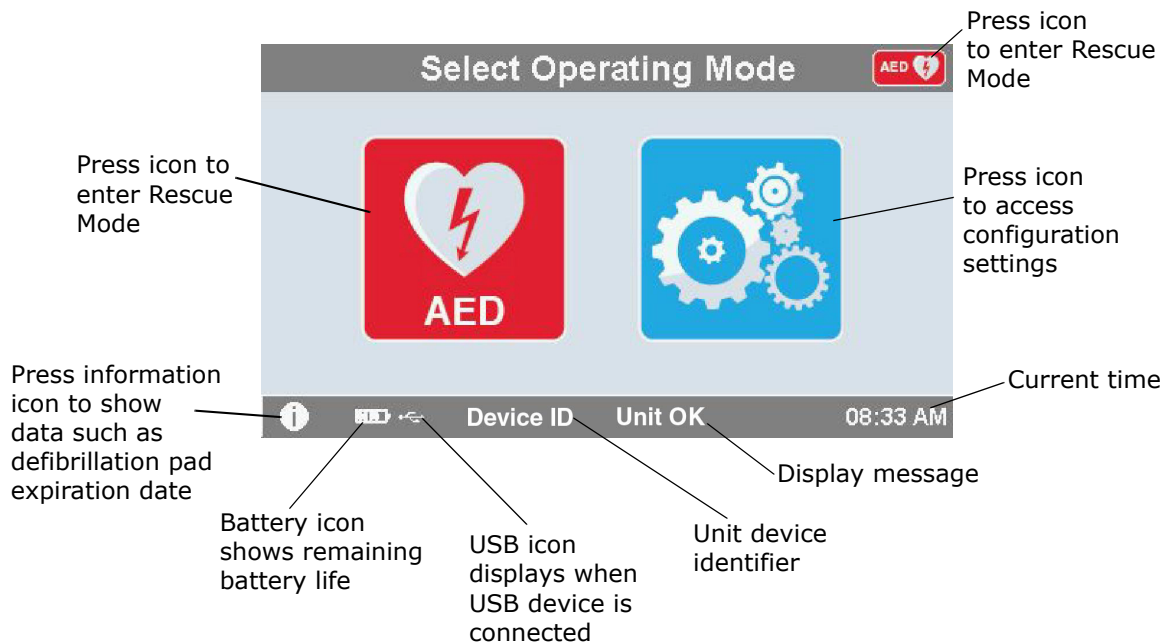 Press icon
to enter Rescue
Mode
Select Operating Mode
AED
Press icon to
enter Rescue
Mode
AED
Press icon
to access
configuration
settings
Press information
icon to show
data such as
defibrillation pad
expiration date
Current time
i
Device ID
Unit OK
08:33 AM
Display message
Battery icon
shows remaining
battery life
USB icon
displays when
USB device is
connected
Unit device
identifier